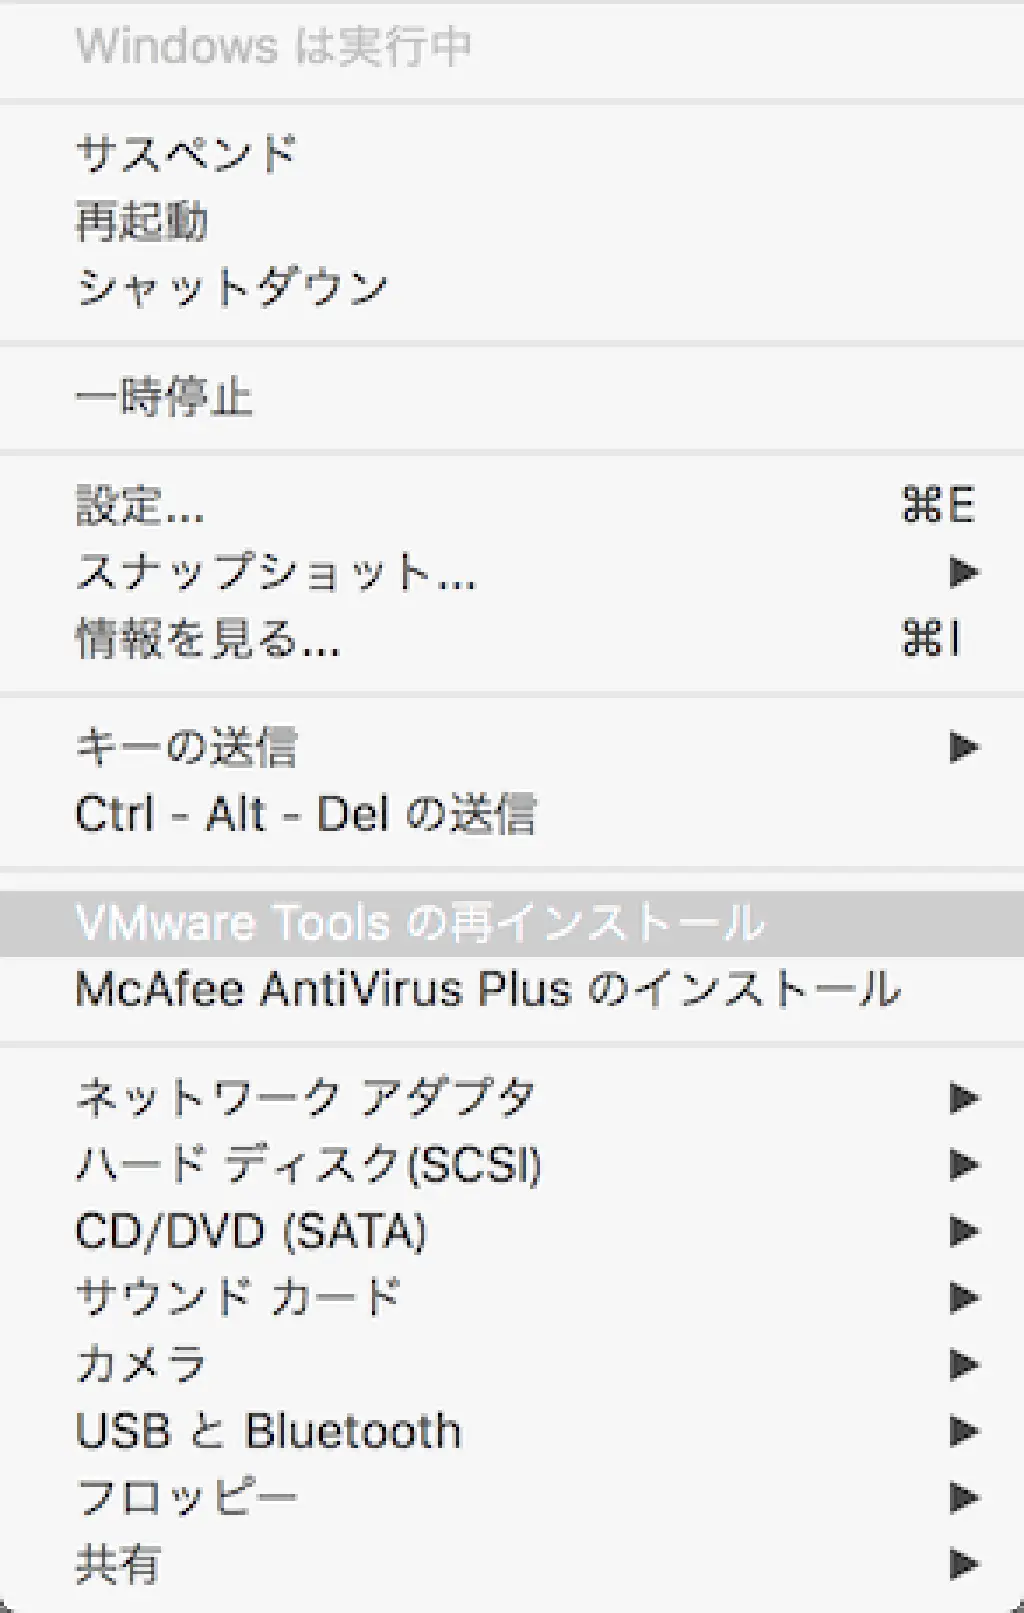 Windows は実行中
サスペンド
再起動
シャットダウン
一時停止
設定... ⌘E
スナップショット... ▶
情報を見る... ⌘I
キーの送信 ▶
Ctrl - Alt - Del の送信
VMware Tools の再インストール
McAfee AntiVirus Plus のインストール
ネットワーク アダプタ ▶
ハード ディスク(SCSI) ▶
CD/DVD (SATA) ▶
サウンド カード ▶
カメラ ▶
USB と Bluetooth ▶
フロッピー ▶
共有 ▶